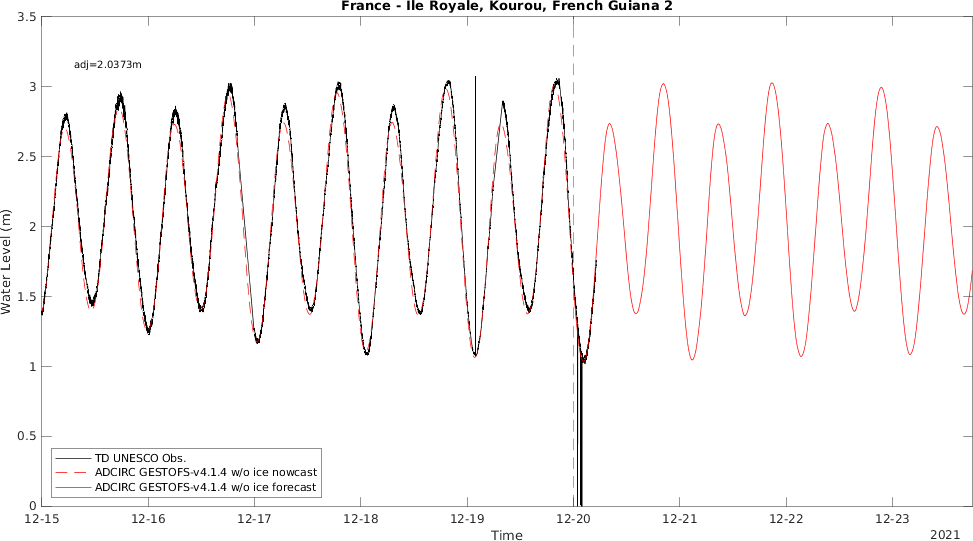 France - Ile Royale, Kourou, French Guiana 2
3.5
3
2.5
2
1.5
1
0.5
0
Water Level (m)
adj=2.0373m
TD UNESCO Obs.
ADCIRC GESTOFS-v4.1.4 w/o ice nowcast
ADCIRC GESTOFS-v4.1.4 w/o ice forecast
12-15 12-16 12-17 12-18 12-19 12-20 12-21 12-22 12-23
Time
2021